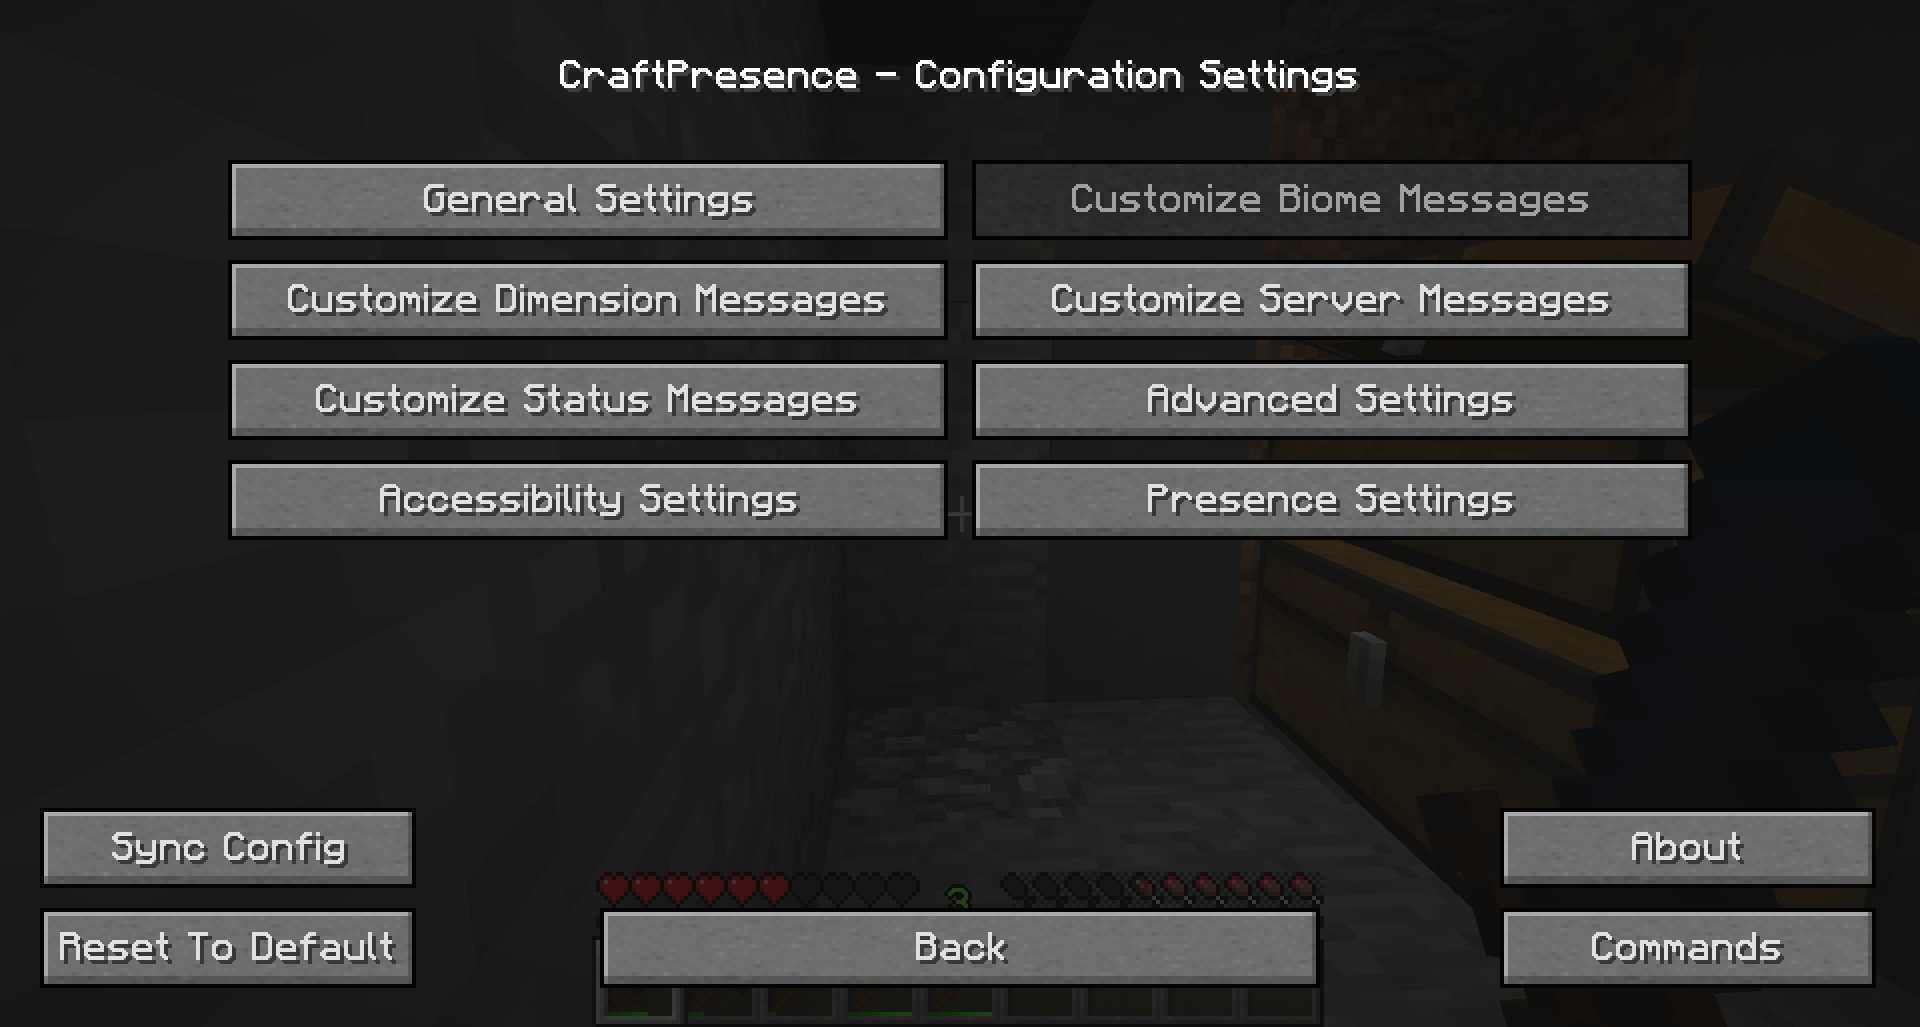 CraftPresence - Configuration Settings
General Settings
Customize Biome Messages
Customize Dimension Messages
Customize Server Messages
Customize Status Messages
Advanced Settings
Accessibility Settings
Presence Settings
Sync Config
About
3
Reset To Default
Back
Commands